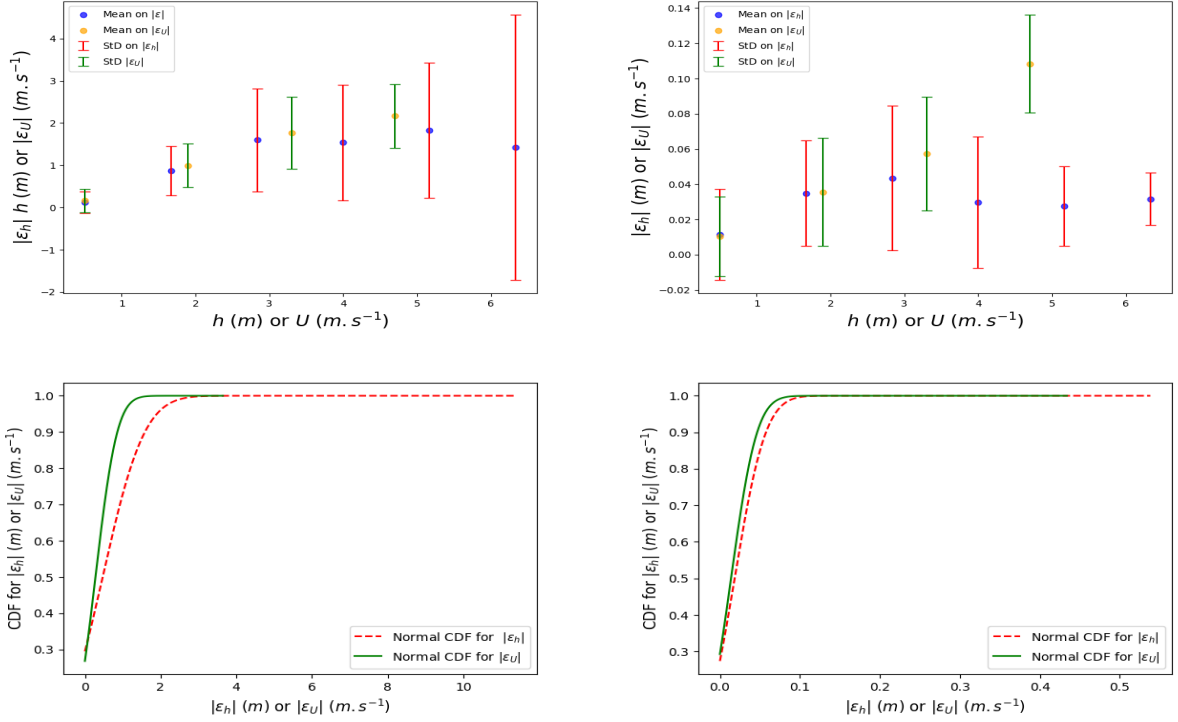 Mean on |ε|
Mean on |ε_U|
StD on |ε_h|
StD |ε_U|
|ε_h| h (m) or |ε_U| (m.s⁻¹)
4
3
2
1
0
−1
−2
1 2 3 4 5 6
h (m) or U (m.s⁻¹)
Mean on |ε_h|
Mean on |ε_U|
StD on |ε_h|
StD on |ε_U|
|ε_h| (m) or |ε_U| (m.s⁻¹)
0.14
0.12
0.10
0.08
0.06
0.04
0.02
0.00
−0.02
1 2 3 4 5 6
h (m) or U (m.s⁻¹)
CDF for |ε_h| (m) or |ε_U| (m.s⁻¹)
1.0
0.9
0.8
0.7
0.6
0.5
0.4
0.3
Normal CDF for |ε_h|
Normal CDF for |ε_U|
0 2 4 6 8 10
|ε_h| (m) or |ε_U| (m.s⁻¹)
CDF for |ε_h| (m) or |ε_U| (m.s⁻¹)
1.0
0.9
0.8
0.7
0.6
0.5
0.4
0.3
Normal CDF for |ε_h|
Normal CDF for |ε_U|
0.0 0.1 0.2 0.3 0.4 0.5
|ε_h| (m) or |ε_U| (m.s⁻¹)